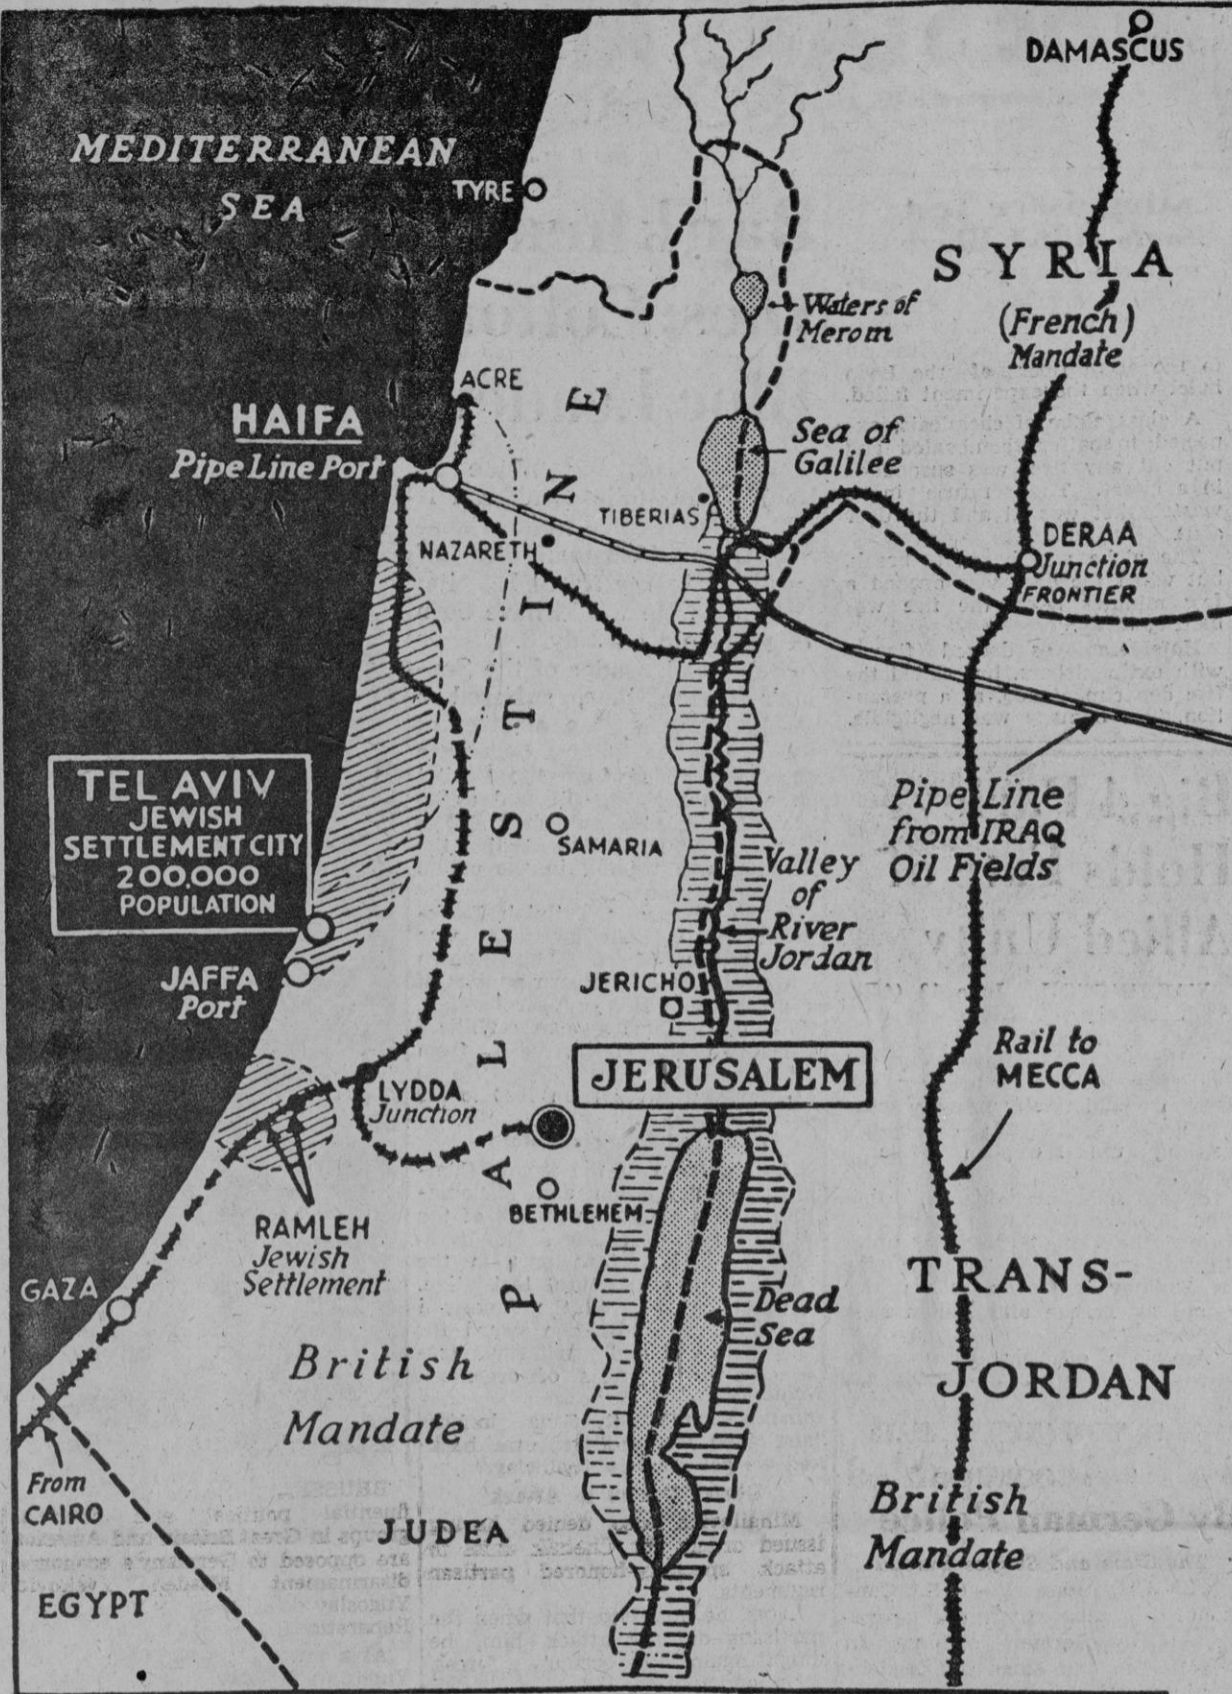 DAMASCUS
MEDITERRANEAN
SEA
TYRE
SYRIA
(French)
Mandate
Waters of
Merom
ACRE
HAIFA
Pipe Line Port
Sea of
Galilee
TIBERIAS
NAZARETH
DERAA
Junction
FRONTIER
PALESTINE
TEL AVIV
JEWISH
SETTLEMENT CITY
200,000
POPULATION
SAMARIA
Pipe Line
from IRAQ
Oil Fields
Valley
of
River
Jordan
JAFFA
Port
JERICHO
Rail to
MECCA
JERUSALEM
LYDDA
Junction
BETHLEHEM
RAMLEH
Jewish
Settlement
GAZA
TRANS-
JORDAN
Dead
Sea
British
Mandate
From
CAIRO
EGYPT
JUDEA
British
Mandate